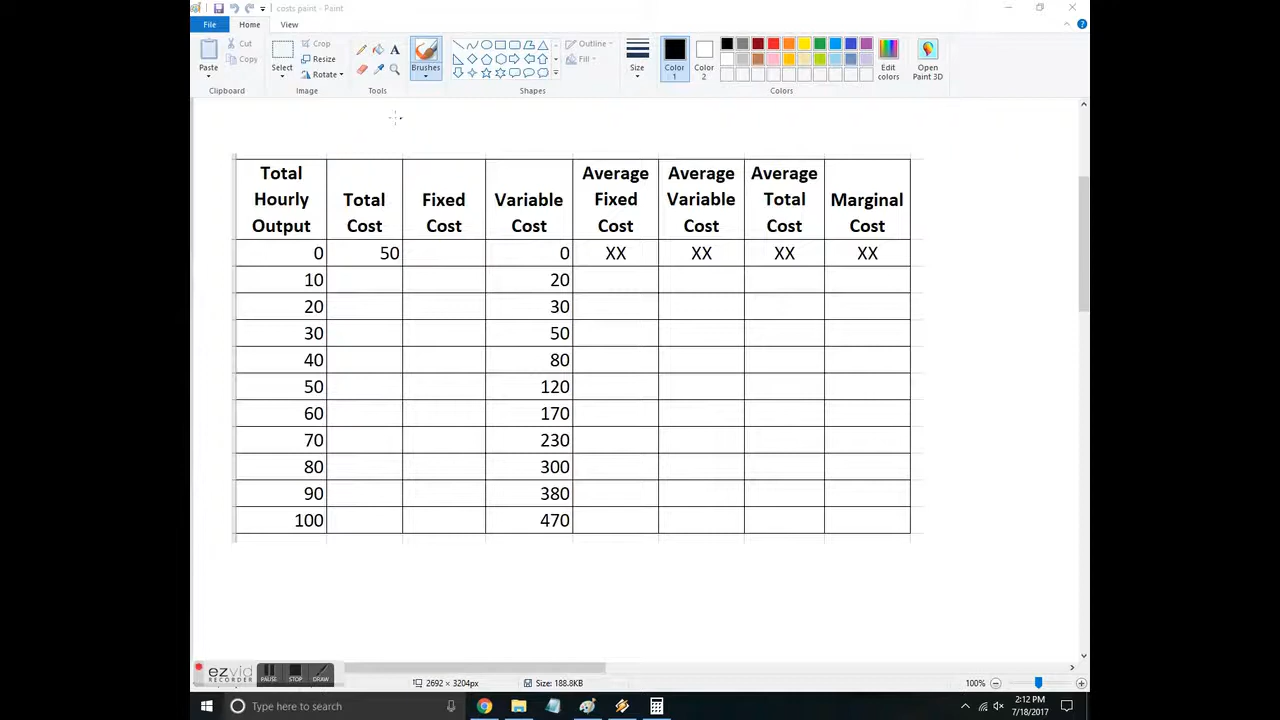 costs paint - Paint
File Home View
Paste Cut Copy Clipboard
Select Crop Resize Rotate Image
Tools
Brushes
Outline Fill Shapes
Size
Color 1 Color 2 Edit colors Colors
Open Paint 3D
Total Hourly Output Total Cost Fixed Cost Variable Cost Average Fixed Cost Average Variable Cost Average Total Cost Marginal Cost
0 50 0 XX XX XX XX
10 20
20 30
30 50
40 80
50 120
60 170
70 230
80 300
90 380
100 470
ezvid RECORDER PAUSE STOP DRAW
2692 × 3204px Size: 188.8KB 100%
Type here to search 2:12 PM
7/18/2017